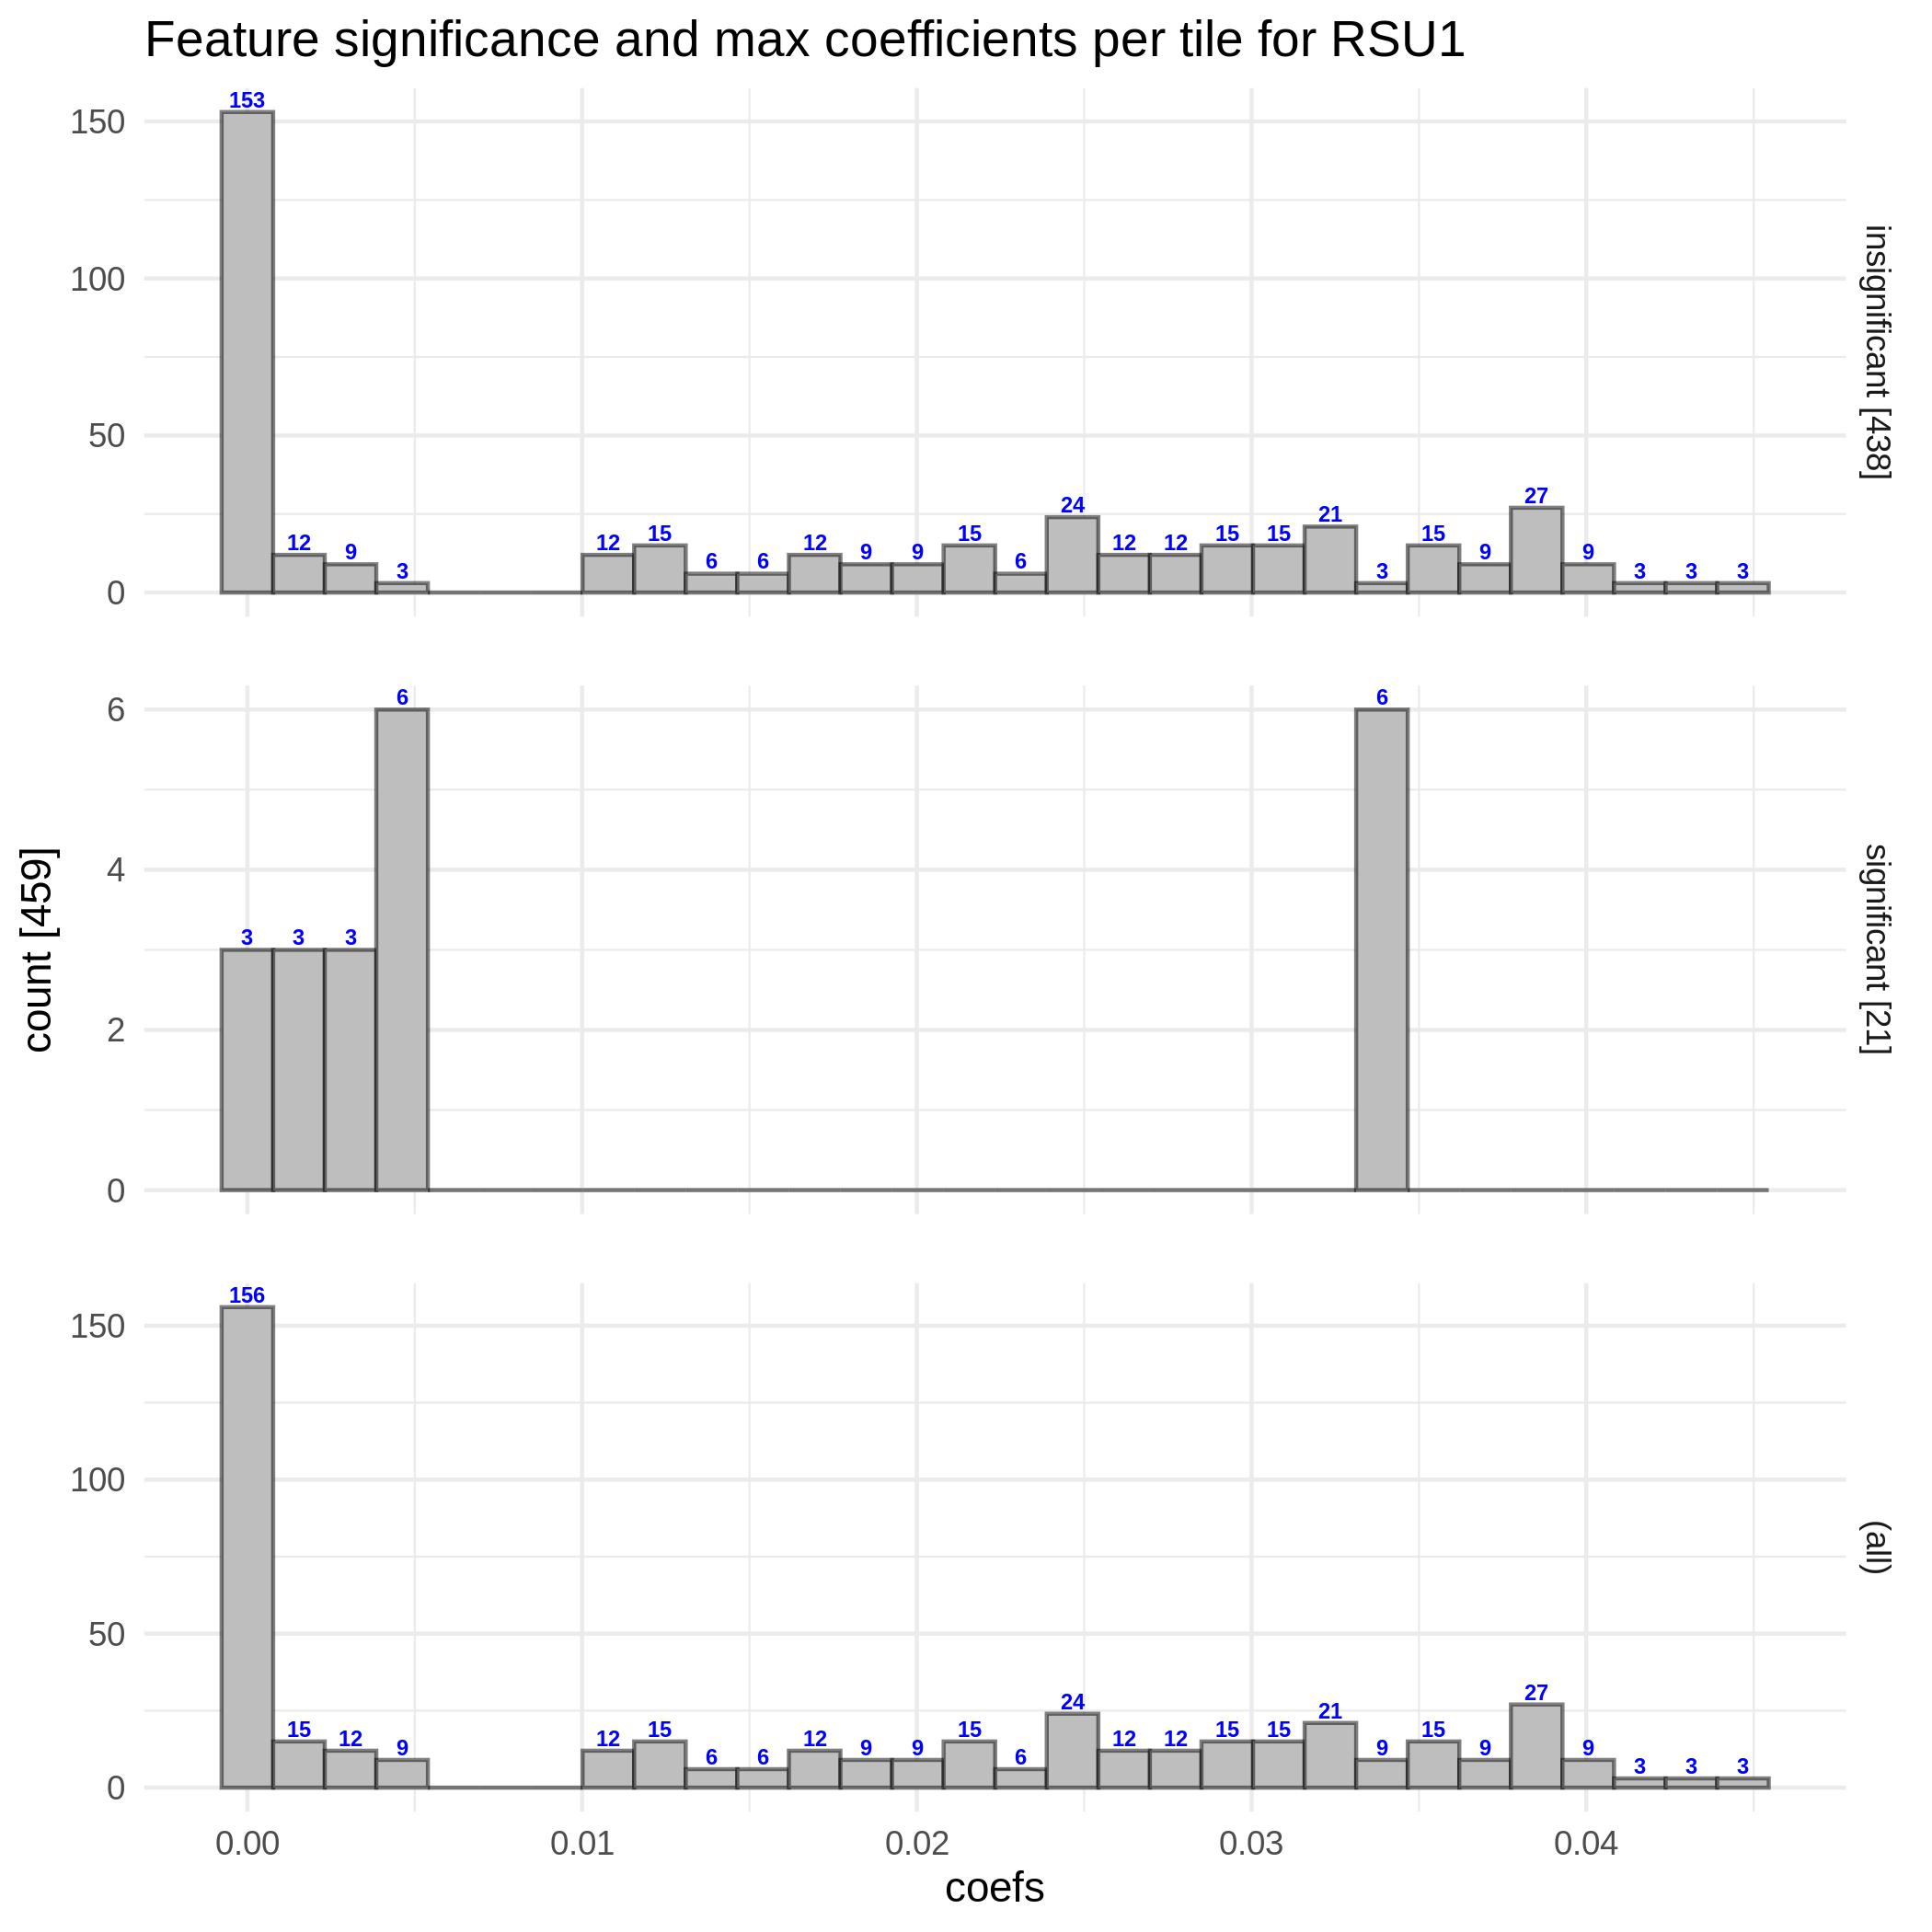 Feature significance and max coefficients per tile for RSU1
153
150
100
50
27
24
21
15 15 15 15 15
12 12 12 12 12 12
9 9 9 9 9
6 6 6
3 3 3 3 3
0
insignificant [438]
6 6
6
4
3 3 3
2
0
significant [21]
count [459]
156
150
100
50
27
24
21
15 15 15 15 15 15
12 12 12 12 12
9 9 9 9 9 9
6 6 6
3 3 3
0
(all)
0.00 0.01 0.02 0.03 0.04
coefs